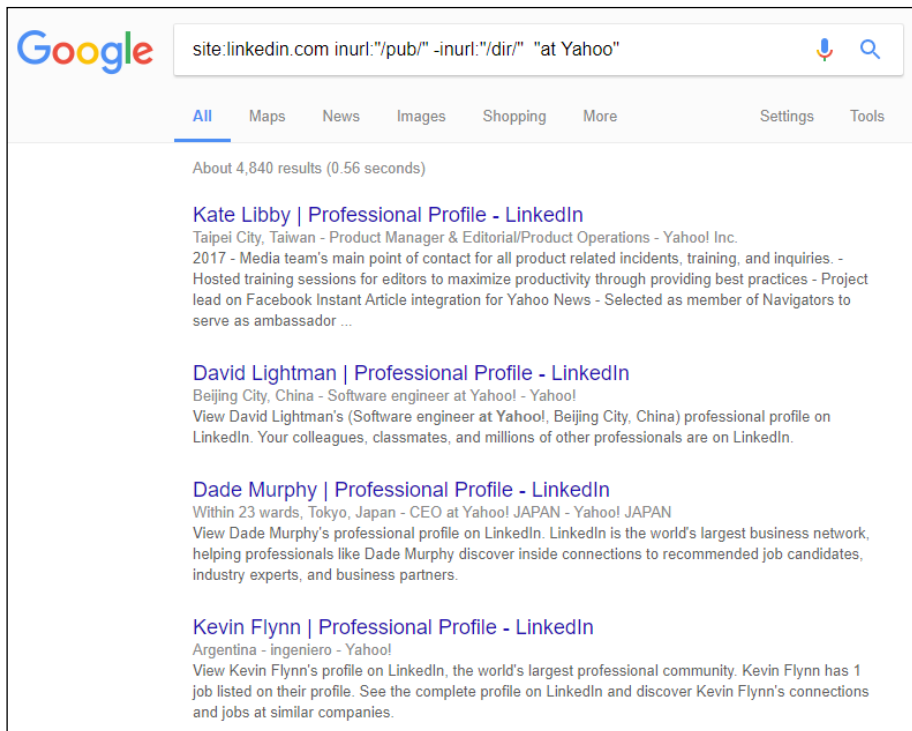 Google
site:linkedin.com inurl:"/pub/" -inurl:"/dir/"  "at Yahoo"
All Maps News Images Shopping More Settings Tools
About 4,840 results (0.56 seconds)
Kate Libby | Professional Profile - LinkedIn
Taipei City, Taiwan - Product Manager & Editorial/Product Operations - Yahoo! Inc.
2017 - Media team's main point of contact for all product related incidents, training, and inquiries. -
Hosted training sessions for editors to maximize productivity through providing best practices - Project
lead on Facebook Instant Article integration for Yahoo News - Selected as member of Navigators to
serve as ambassador ...
David Lightman | Professional Profile - LinkedIn
Beijing City, China - Software engineer at Yahoo! - Yahoo!
View David Lightman's (Software engineer at Yahoo!, Beijing City, China) professional profile on
LinkedIn. Your colleagues, classmates, and millions of other professionals are on LinkedIn.
Dade Murphy | Professional Profile - LinkedIn
Within 23 wards, Tokyo, Japan - CEO at Yahoo! JAPAN - Yahoo! JAPAN
View Dade Murphy's professional profile on LinkedIn. LinkedIn is the world's largest business network,
helping professionals like Dade Murphy discover inside connections to recommended job candidates,
industry experts, and business partners.
Kevin Flynn | Professional Profile - LinkedIn
Argentina - ingeniero - Yahoo!
View Kevin Flynn's profile on LinkedIn, the world's largest professional community. Kevin Flynn has 1
job listed on their profile. See the complete profile on LinkedIn and discover Kevin Flynn's connections
and jobs at similar companies.